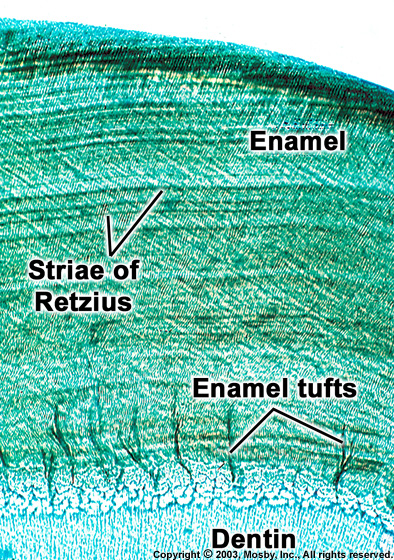 Enamel
Striae of
Retzius
Enamel tufts
Dentin
Copyright © 2003, Mosby, Inc., All rights reserved.